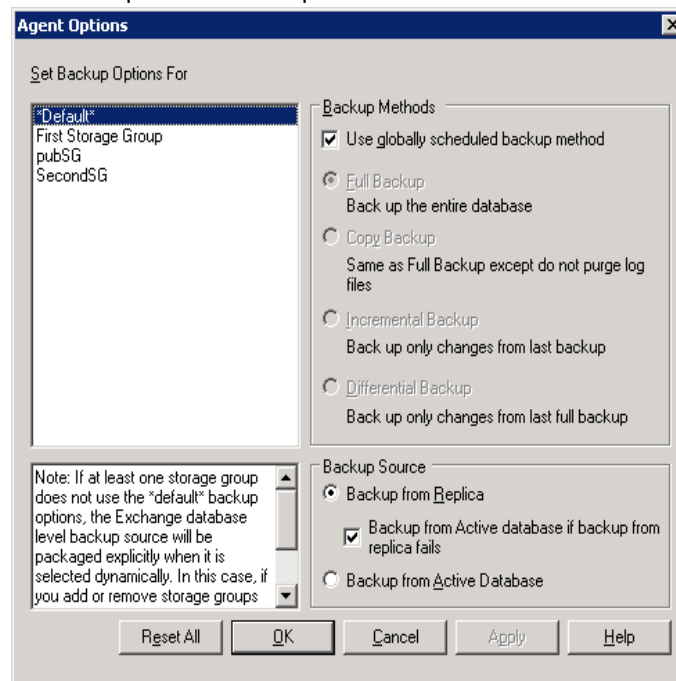 Agent Options
Set Backup Options For
*Default*
First Storage Group
pubSG
SecondSG
Backup Methods
Use globally scheduled backup method
Full Backup
Back up the entire database
Copy Backup
Same as Full Backup except do not purge log
files
Incremental Backup
Back up only changes from last backup
Differential Backup
Back up only changes from last full backup
Note: If at least one storage group
does not use the *default* backup
options, the Exchange database
level backup source will be
packaged explicitly when it is
selected dynamically. In this case, if
you add or remove storage groups
Backup Source
Backup from Replica
Backup from Active database if backup from
replica fails
Backup from Active Database
Reset All
OK
Cancel
Apply
Help